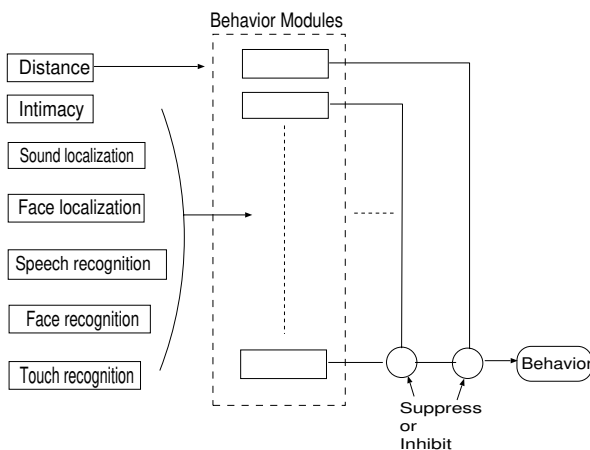 Behavior Modules
Distance
Intimacy
Sound localization
Face localization
Speech recognition
Face recognition
Touch recognition
Behavior
Suppress
or
Inhibit